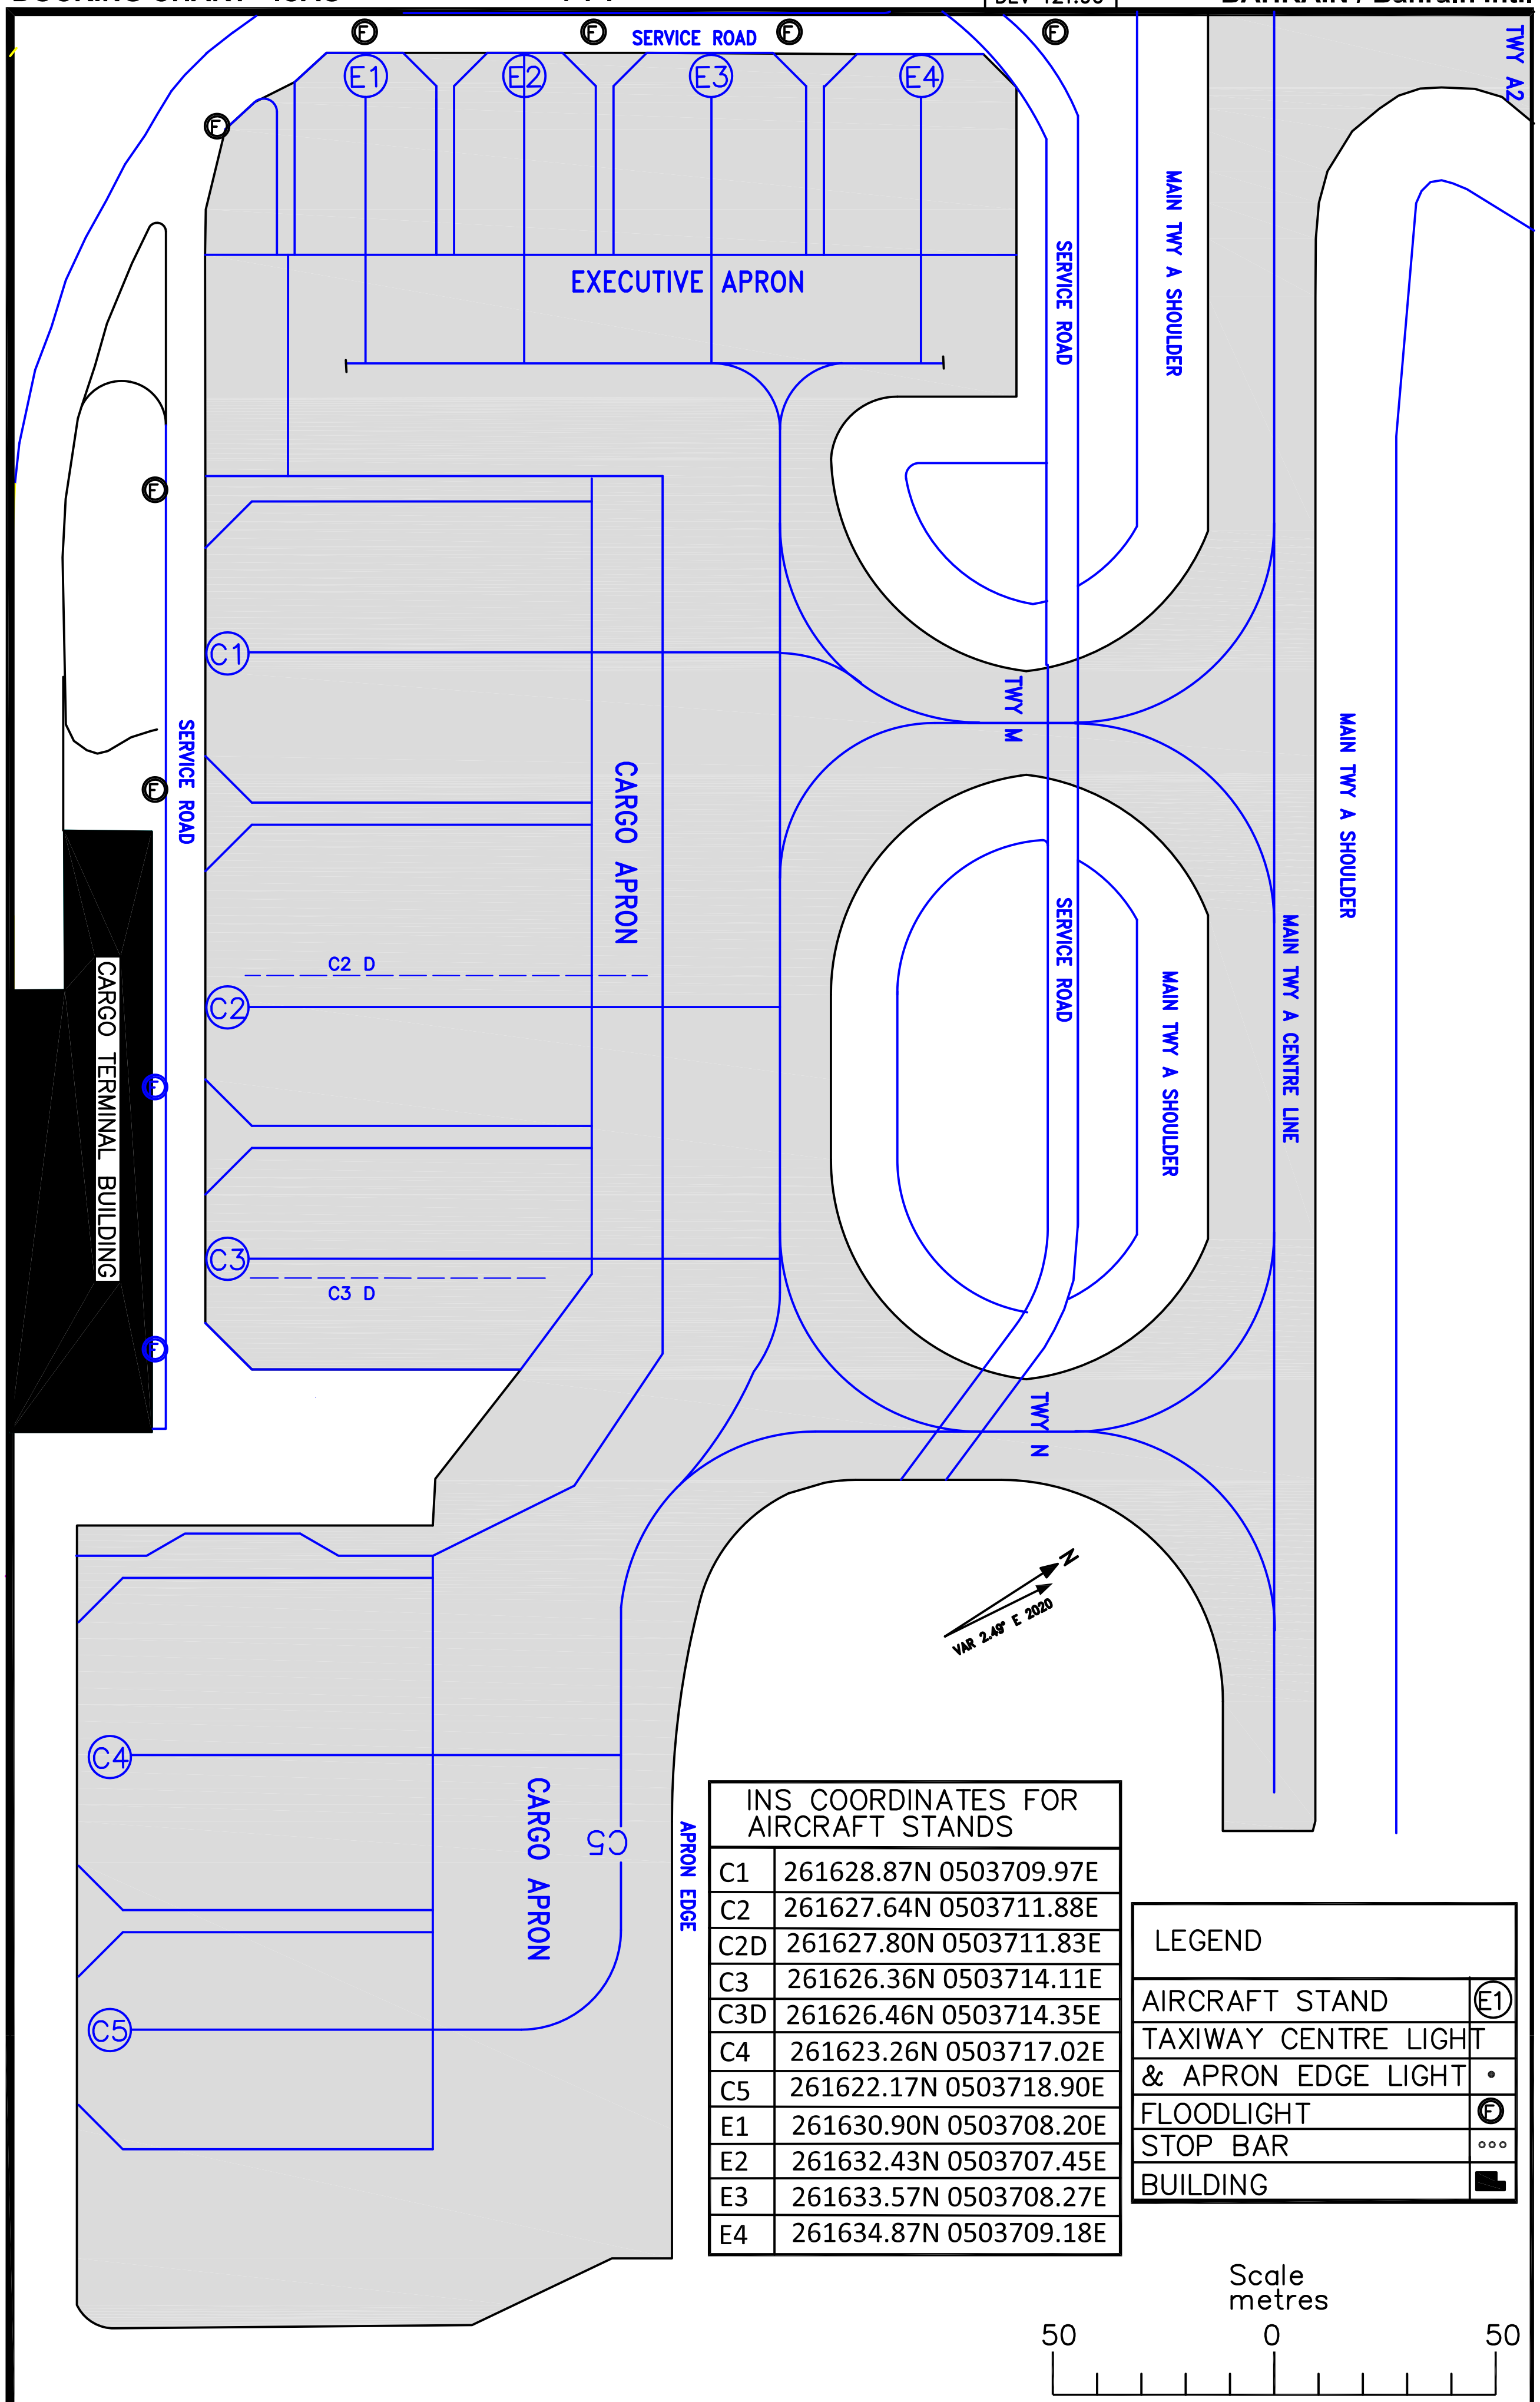 SERVICE ROAD
TWY A2
E1
E2
E3
E4
F
F
F
F
F
EXECUTIVE APRON
SERVICE ROAD
MAIN TWY A SHOULDER
F
C1
TWY M
SERVICE ROAD
F
CARGO APRON
MAIN TWY A SHOULDER
SERVICE ROAD
MAIN TWY A SHOULDER
MAIN TWY A CENTRE LINE
C2 D
C2
CARGO TERMINAL BUILDING
F
C3
C3 D
F
TWY N
N
VAR 2.49° E 2020
C4
CARGO APRON
C5
APRON EDGE
C5
INS COORDINATES FOR
AIRCRAFT STANDS
C1 261628.87N 0503709.97E
C2 261627.64N 0503711.88E
C2D 261627.80N 0503711.83E
C3 261626.36N 0503714.11E
C3D 261626.46N 0503714.35E
C4 261623.26N 0503717.02E
C5 261622.17N 0503718.90E
E1 261630.90N 0503708.20E
E2 261632.43N 0503707.45E
E3 261633.57N 0503708.27E
E4 261634.87N 0503709.18E
LEGEND
AIRCRAFT STAND E1
TAXIWAY CENTRE LIGHT
& APRON EDGE LIGHT
FLOODLIGHT F
STOP BAR
BUILDING
Scale
metres
50 0 50